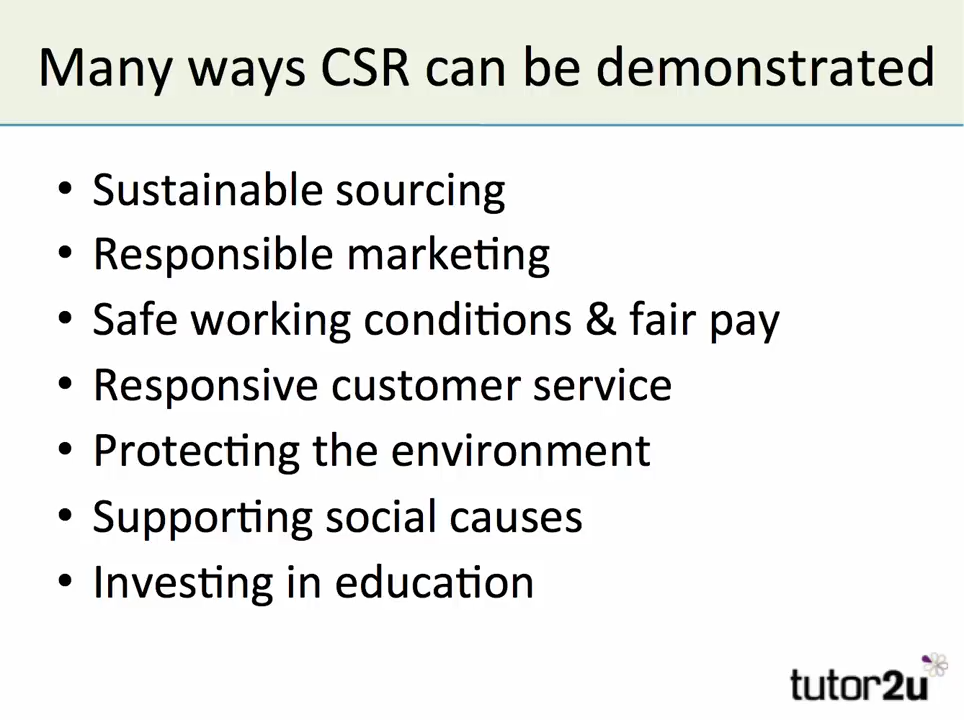 Many ways CSR can be demonstrated
• Sustainable sourcing
• Responsible marketing
• Safe working conditions & fair pay
• Responsive customer service
• Protecting the environment
• Supporting social causes
• Investing in education
tutor2u